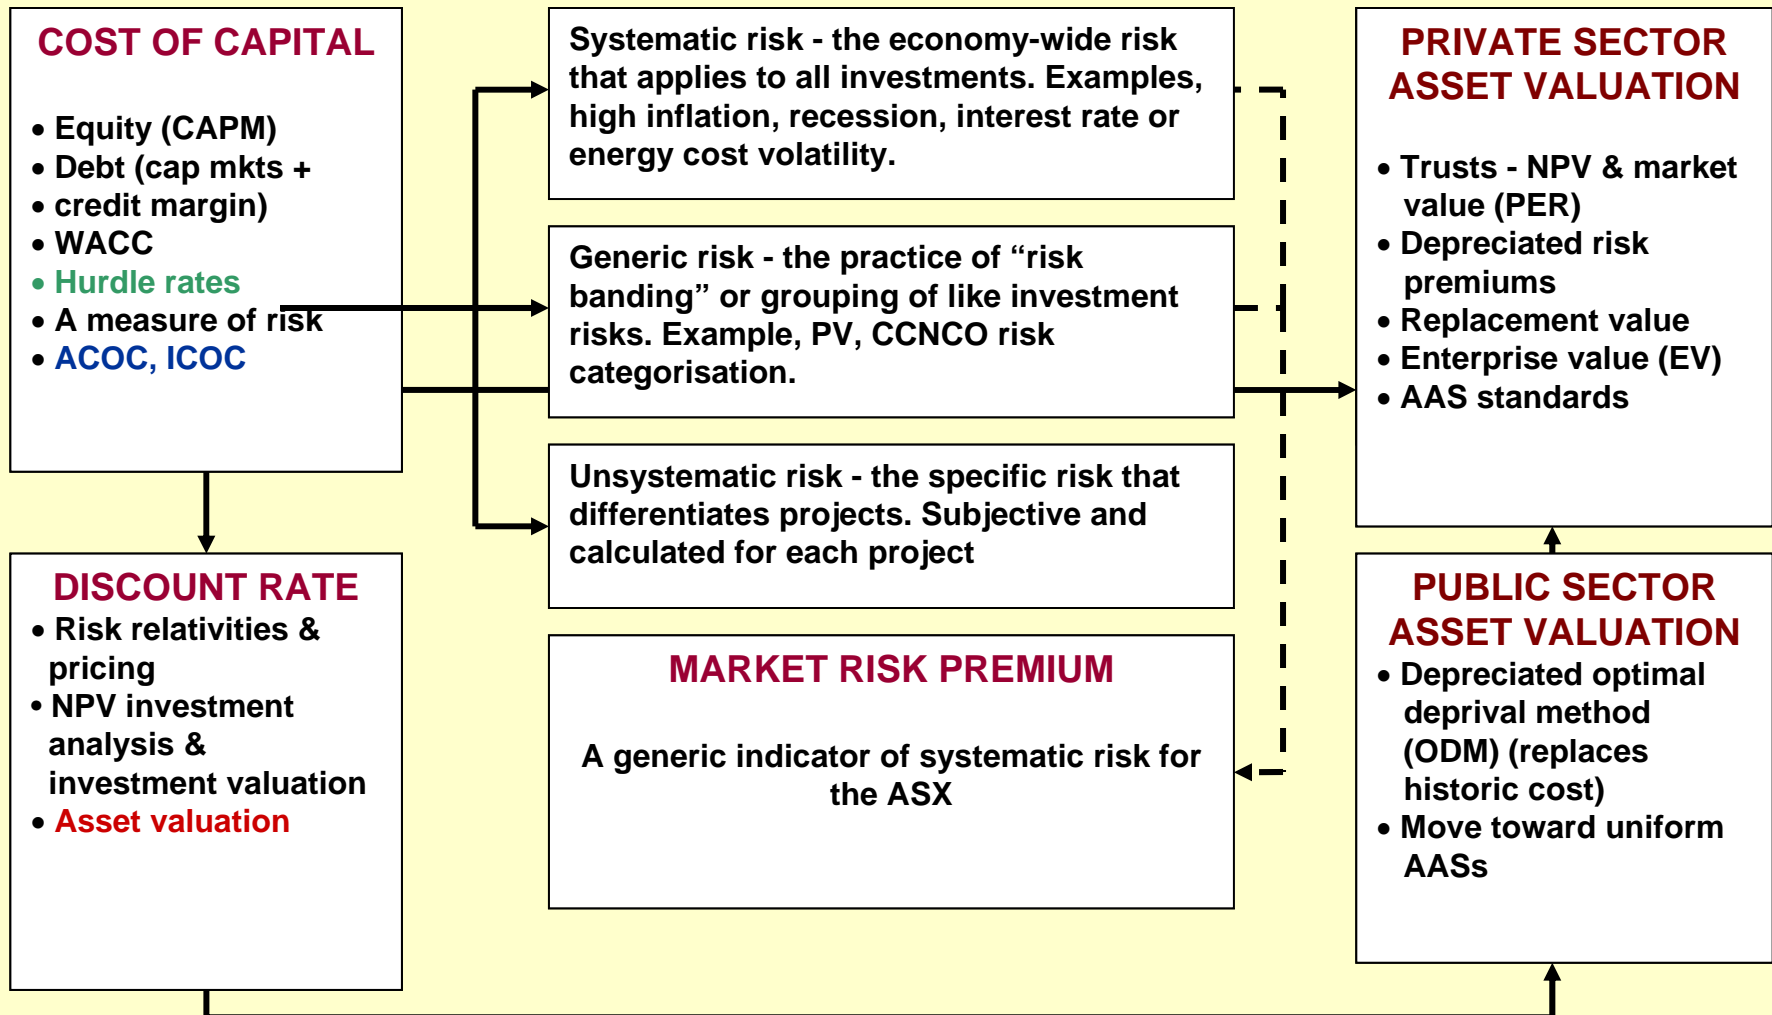 COST OF CAPITAL
• Equity (CAPM)
• Debt (cap mkts +
• credit margin)
• WACC
• Hurdle rates
• A measure of risk
• ACOC, ICOC
Systematic risk - the economy-wide risk
that applies to all investments. Examples,
high inflation, recession, interest rate or
energy cost volatility.
Generic risk - the practice of “risk
banding” or grouping of like investment
risks. Example, PV, CCNCO risk
categorisation.
Unsystematic risk - the specific risk that
differentiates projects. Subjective and
calculated for each project
PRIVATE SECTOR
ASSET VALUATION
• Trusts - NPV & market
value (PER)
• Depreciated risk
premiums
• Replacement value
• Enterprise value (EV)
• AAS standards
DISCOUNT RATE
• Risk relativities &
pricing
• NPV investment
analysis &
investment valuation
• Asset valuation
MARKET RISK PREMIUM
A generic indicator of systematic risk for
the ASX
PUBLIC SECTOR
ASSET VALUATION
• Depreciated optimal
deprival method
(ODM) (replaces
historic cost)
• Move toward uniform
AASs